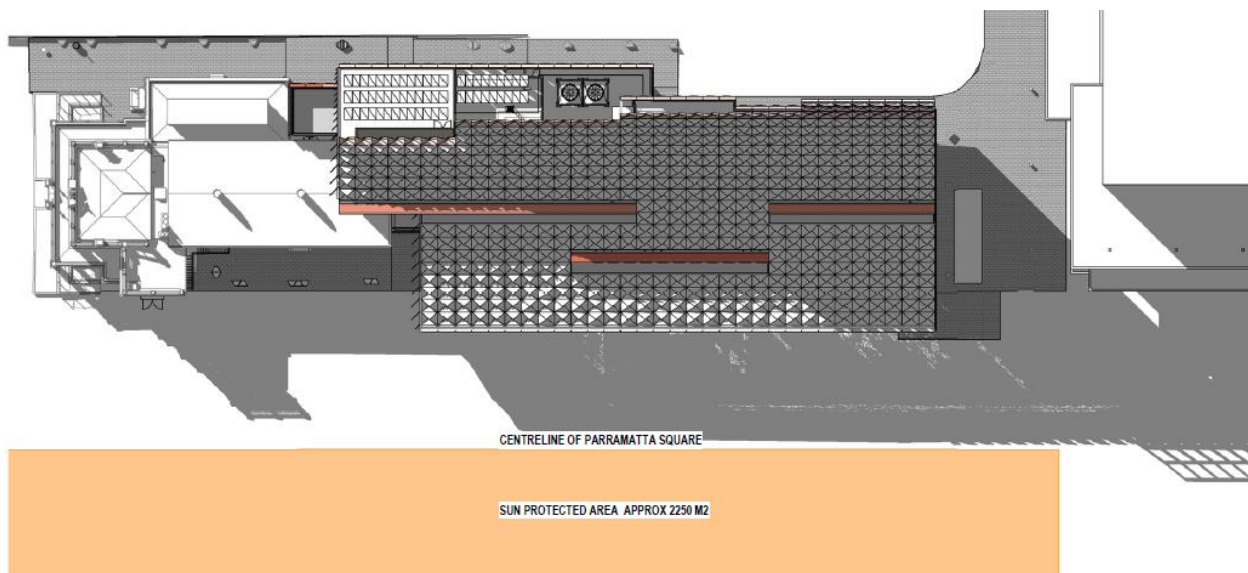 CENTRELINE OF PARRAMATTA SQUARE
SUN PROTECTED AREA APPROX 2250 M2